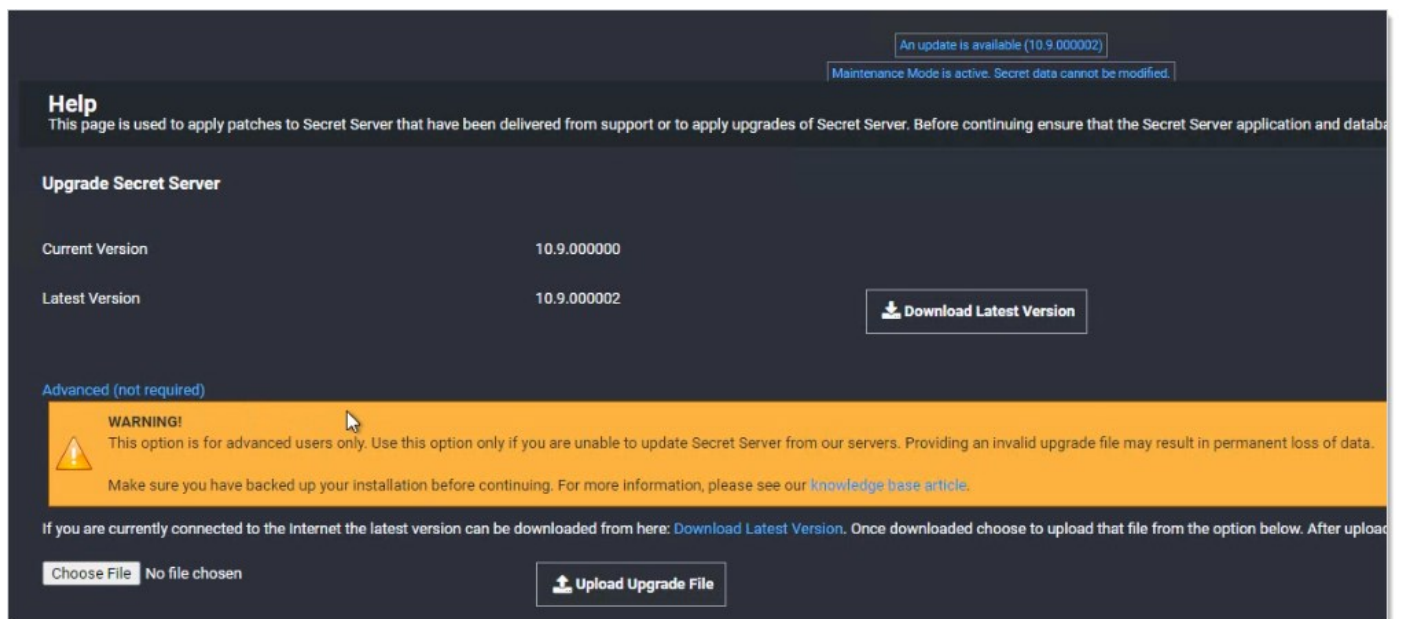 An update is available (10.9.000002)
Maintenance Mode is active. Secret data cannot be modified.
Help
This page is used to apply patches to Secret Server that have been delivered from support or to apply upgrades of Secret Server. Before continuing ensure that the Secret Server application and databa
Upgrade Secret Server
Current Version 10.9.000000
Latest Version 10.9.000002 Download Latest Version
Advanced (not required)
WARNING!
This option is for advanced users only. Use this option only if you are unable to update Secret Server from our servers. Providing an invalid upgrade file may result in permanent loss of data.
Make sure you have backed up your installation before continuing. For more information, please see our knowledge base article.
If you are currently connected to the Internet the latest version can be downloaded from here: Download Latest Version. Once downloaded choose to upload that file from the option below. After upload
Choose File No file chosen Upload Upgrade File